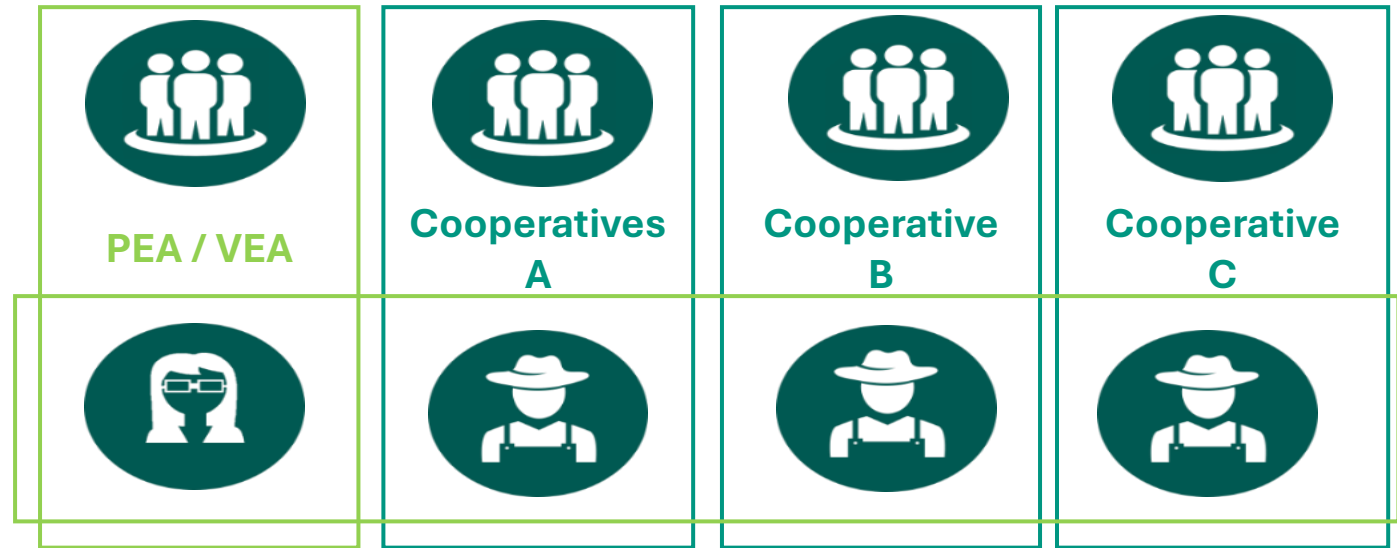 PEA / VEA
Cooperatives
A
Cooperative
B
Cooperative
C